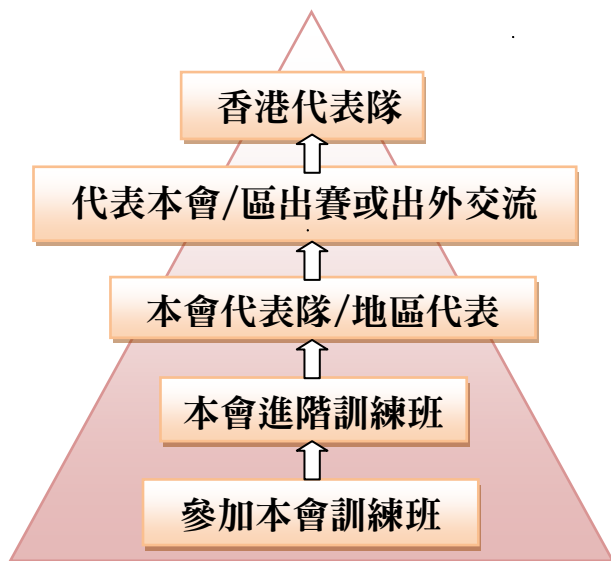 香港代表隊
代表本會/區出賽或出外交流
本會代表隊/地區代表
本會進階訓練班
參加本會訓練班